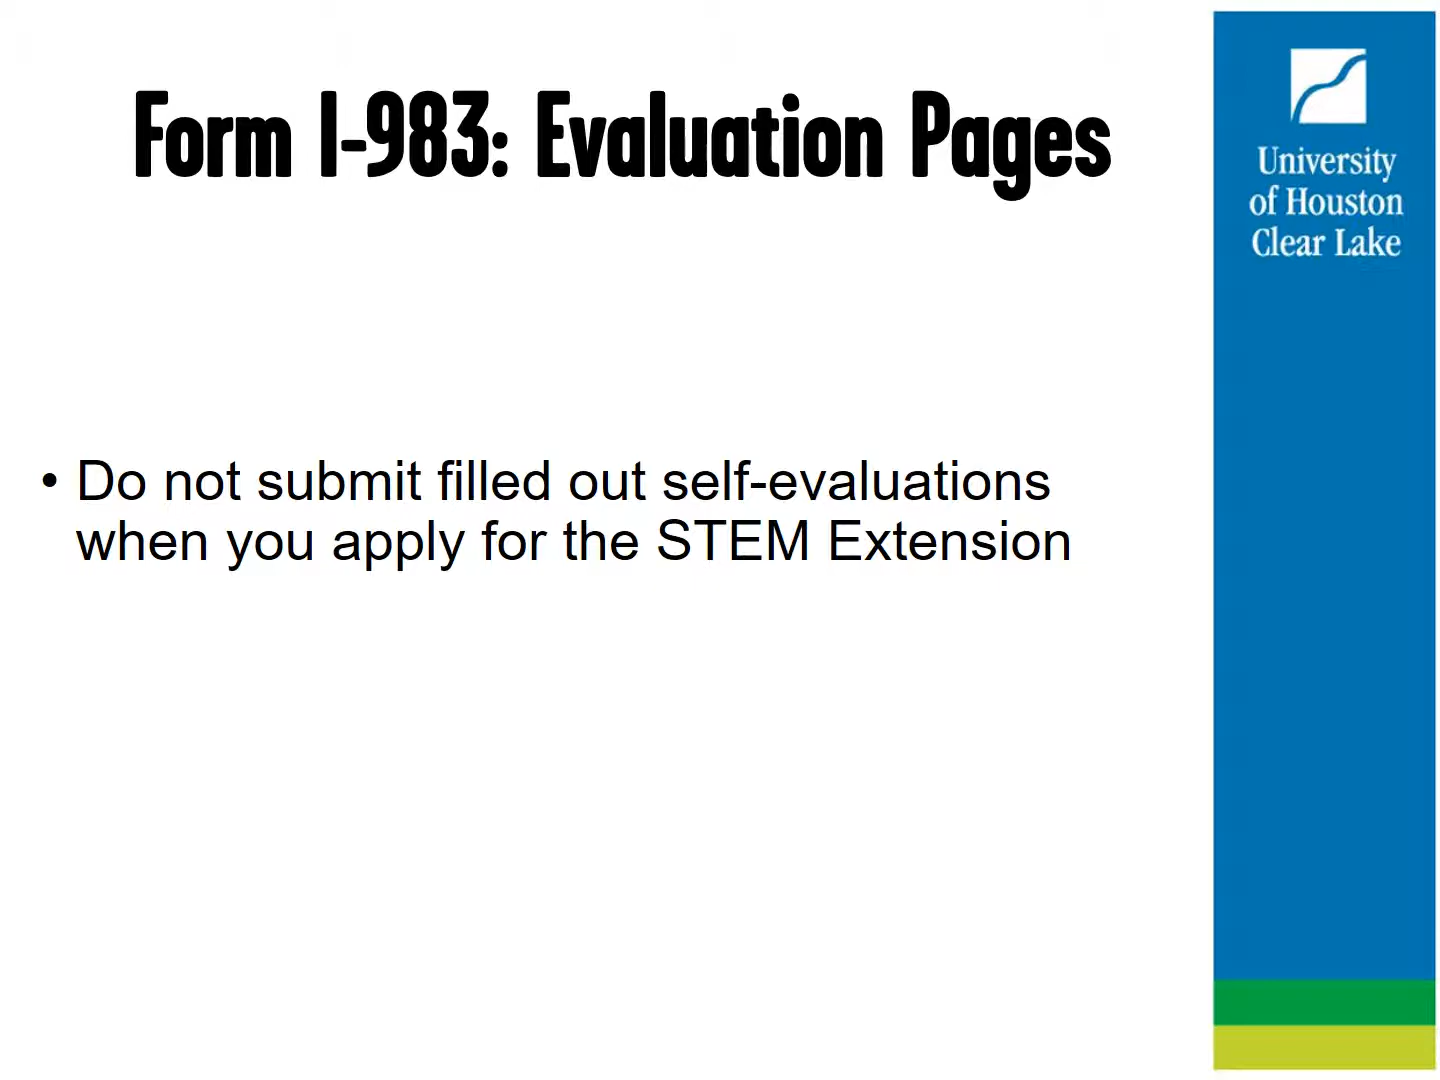 Form I-983: Evaluation Pages
University
of Houston
Clear Lake
• Do not submit filled out self-evaluations
when you apply for the STEM Extension